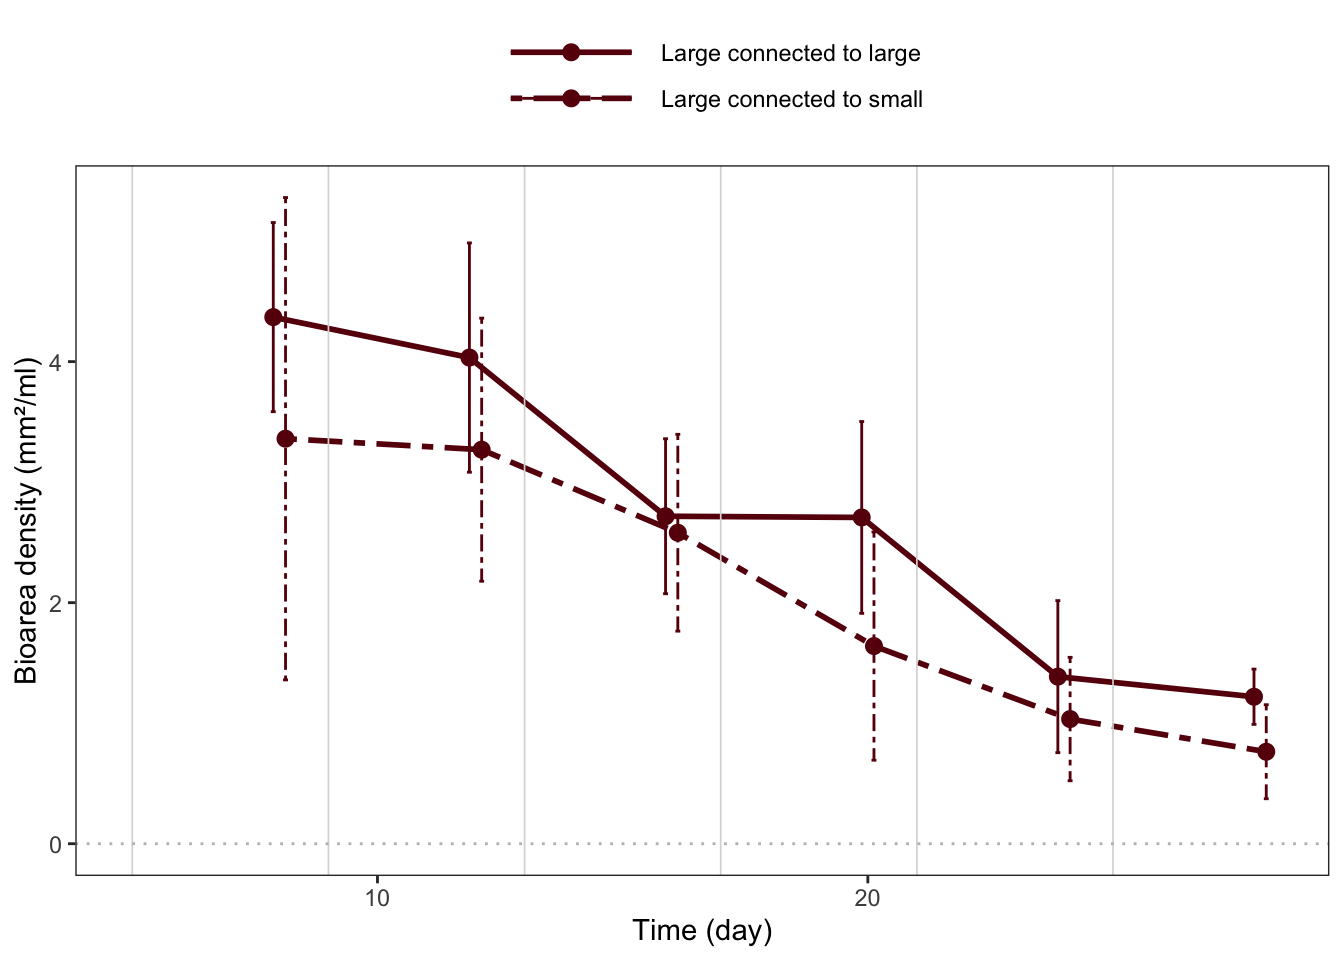 Large connected to large
Large connected to small
Bioarea density (mm²/ml)
4
2
0
10
20
Time (day)